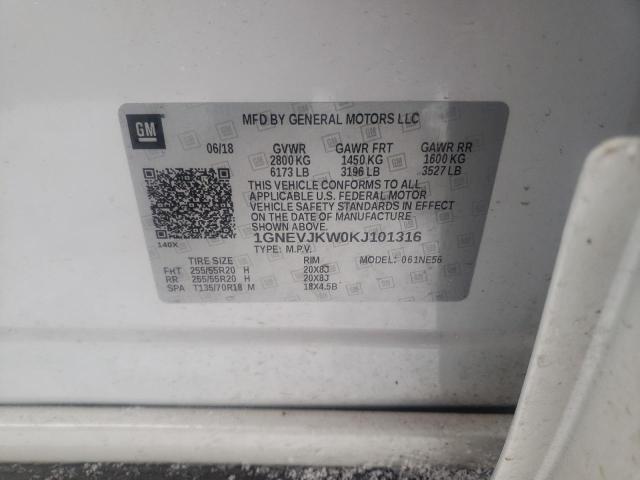 GM
MFD BY GENERAL MOTORS LLC
06/18 GVWR GAWR FRT GAWR RR
2800 KG 1450 KG 1600 KG
6173 LB 3196 LB 3527 LB
THIS VEHICLE CONFORMS TO ALL
APPLICABLE U.S. FEDERAL MOTOR
VEHICLE SAFETY STANDARDS IN EFFECT
ON THE DATE OF MANUFACTURE
SHOWN ABOVE.
1GNEVJKW0KJ101316
140X TYPE: M.P.V.
TIRE SIZE RIM MODEL: 061NE56
FHT 255/55R20 H 20X8J
RR 255/55R20 H 20X8J
SPA T135/70R18 M 18X4.5B